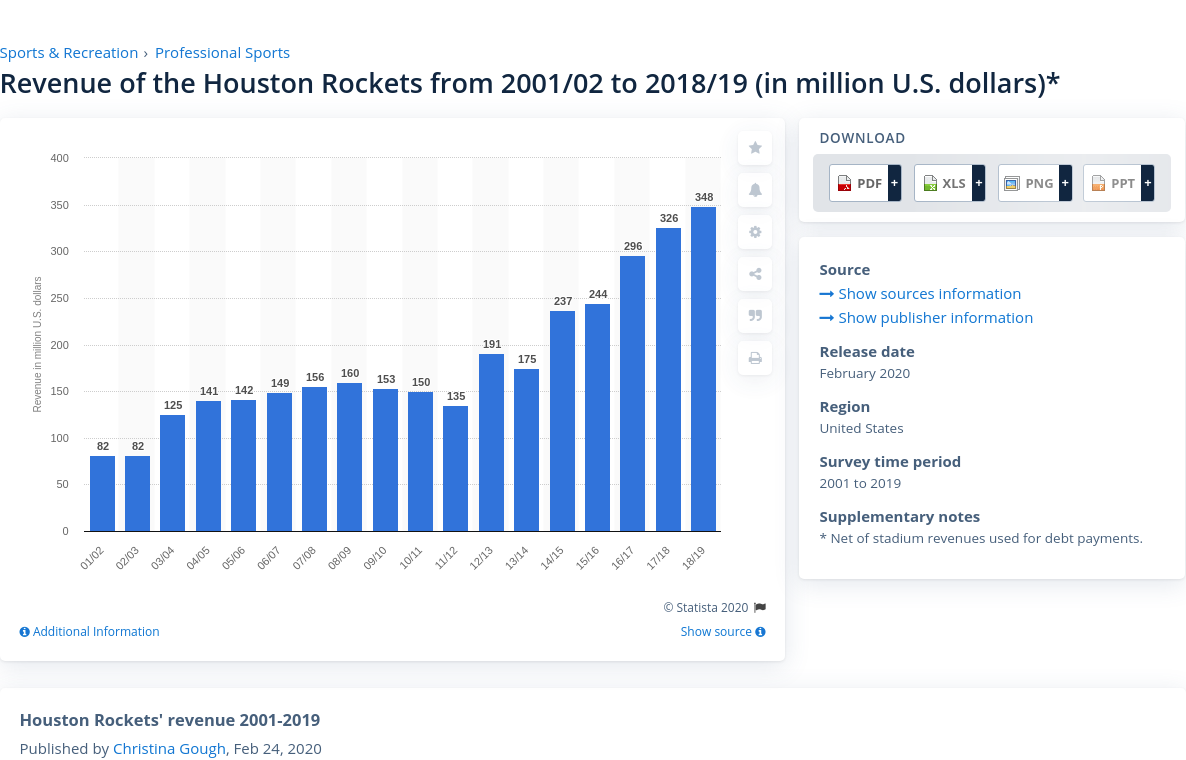 Sports & Recreation › Professional Sports
Revenue of the Houston Rockets from 2001/02 to 2018/19 (in million U.S. dollars)*
Revenue in million U.S. dollars
400
350
300
250
200
150
100
50
0
82
82
125
141
142
149
156
160
153
150
135
191
175
237
244
296
326
348
01/02
02/03
03/04
04/05
05/06
06/07
07/08
08/09
09/10
10/11
11/12
12/13
13/14
14/15
15/16
16/17
17/18
18/19
© Statista 2020
Additional Information
Show source
DOWNLOAD
PDF + XLS + PNG + PPT +
Source
Show sources information
Show publisher information
Release date
February 2020
Region
United States
Survey time period
2001 to 2019
Supplementary notes
* Net of stadium revenues used for debt payments.
Houston Rockets' revenue 2001-2019
Published by Christina Gough, Feb 24, 2020